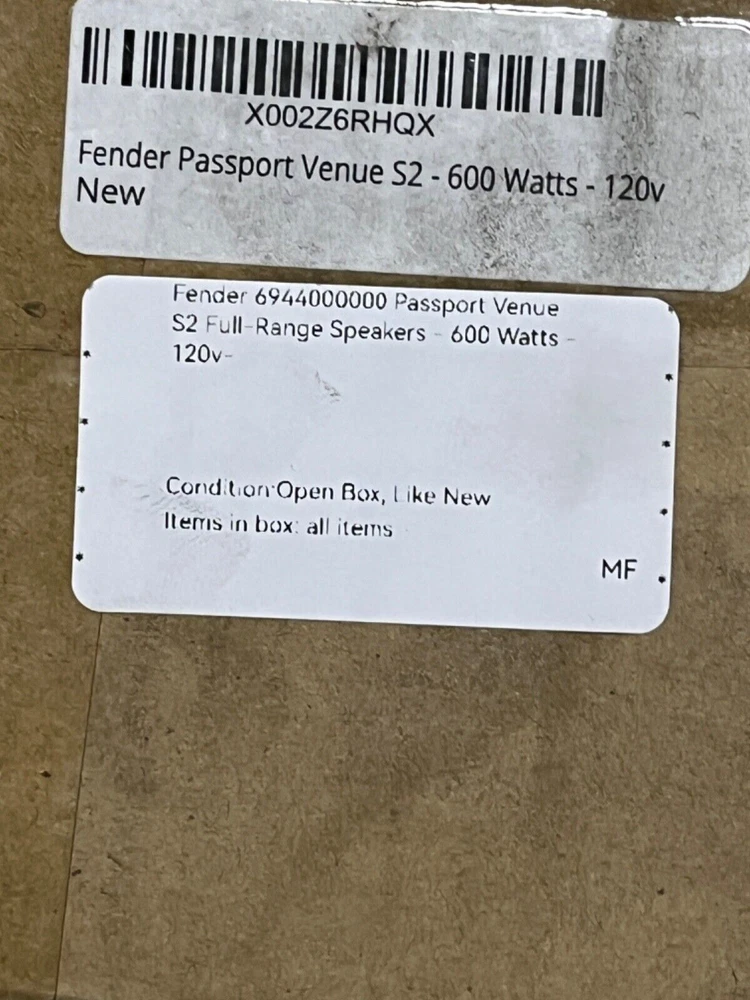 X002Z6RHQX
Fender Passport Venue S2 - 600 Watts - 120v
New
Fender 6944000000 Passport Venue
S2 Full-Range Speakers - 600 Watts -
120v-
Condition:Open Box, Like New
Items in box: all items
MF